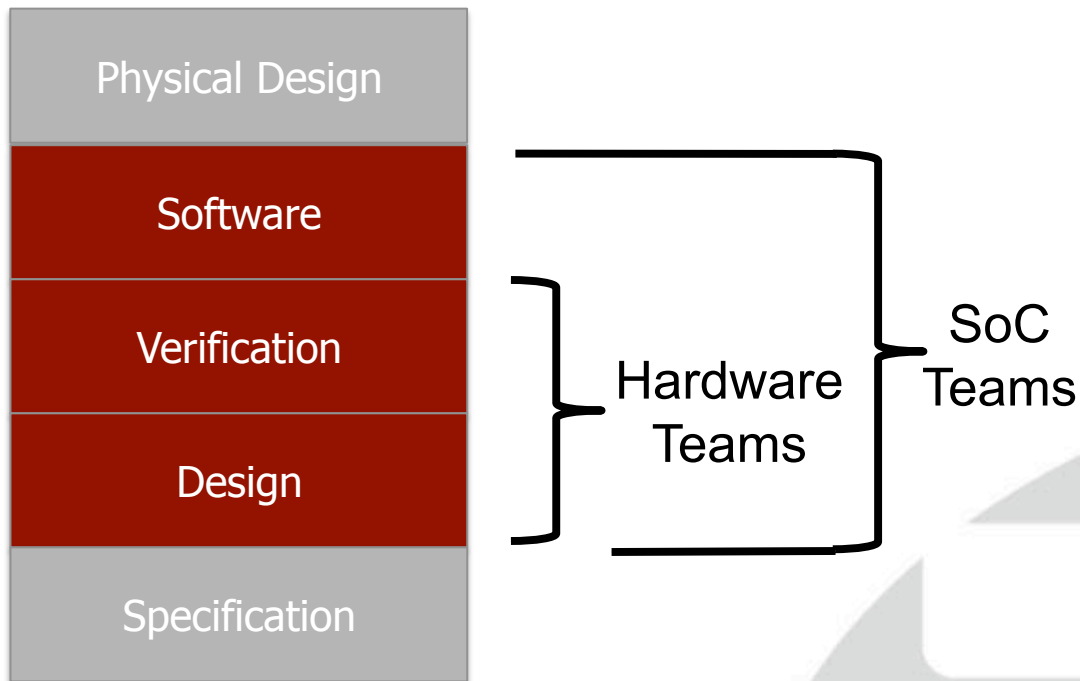 Physical Design
Software
Verification
Design
Specification
Hardware
Teams
SoC
Teams